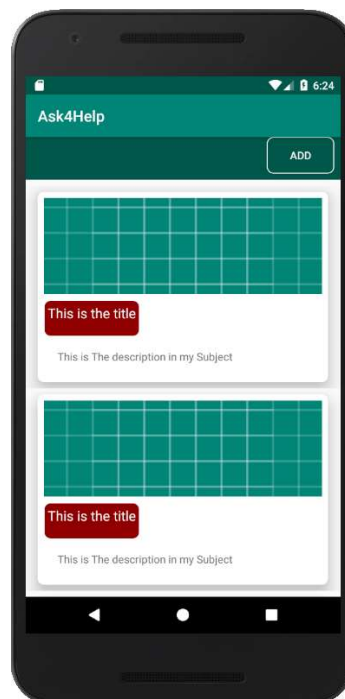 6:24
Ask4Help
ADD
This is the title
This is The description in my Subject
This is the title
This is The description in my Subject